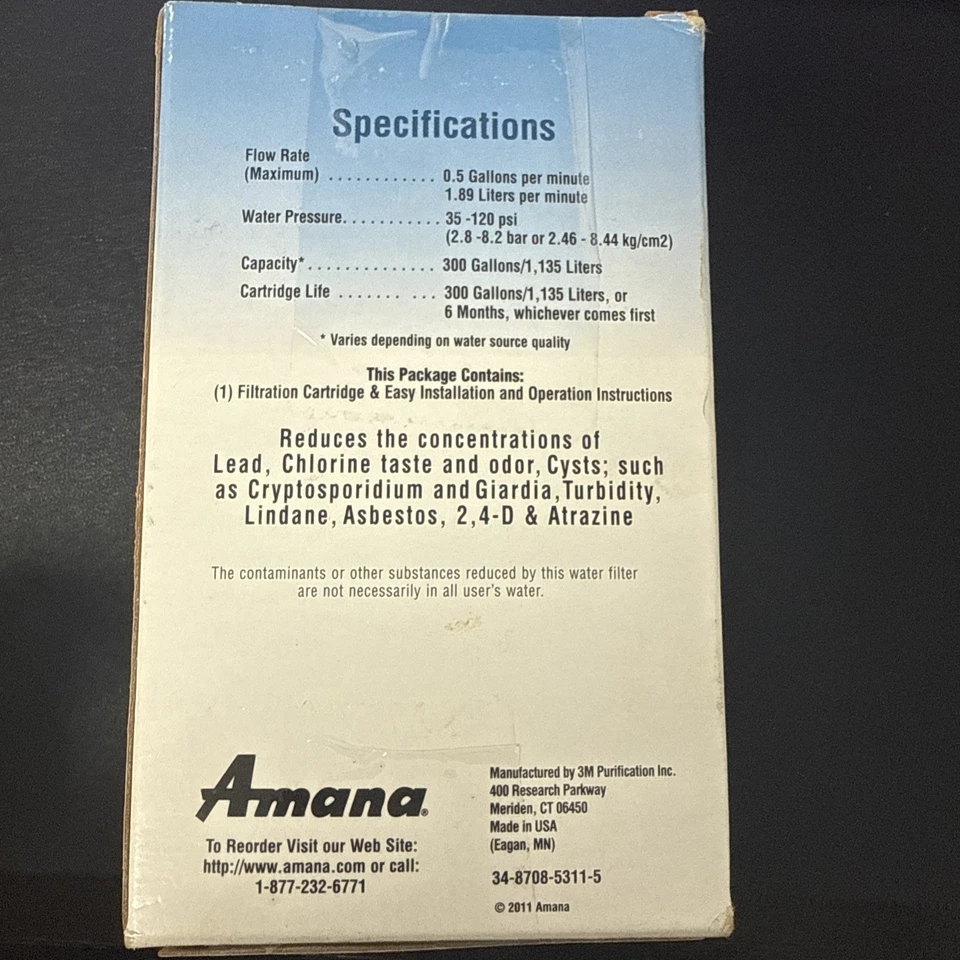 Specifications
Flow Rate
(Maximum) ............ 0.5 Gallons per minute
1.89 Liters per minute
Water Pressure........... 35 -120 psi
(2.8 -8.2 bar or 2.46 - 8.44 kg/cm2)
Capacity*.............. 300 Gallons/1,135 Liters
Cartridge Life ....... ... 300 Gallons/1,135 Liters, or
6 Months, whichever comes first
* Varies depending on water source quality
This Package Contains:
(1) Filtration Cartridge & Easy Installation and Operation Instructions
Reduces the concentrations of
Lead, Chlorine taste and odor, Cysts; such
as Cryptosporidium and Giardia, Turbidity,
Lindane, Asbestos, 2,4-D & Atrazine
The contaminants or other substances reduced by this water filter
are not necessarily in all user's water.
Amana®
To Reorder Visit our Web Site:
http://www.amana.com or call:
1-877-232-6771
Manufactured by 3M Purification Inc.
400 Research Parkway
Meriden, CT 06450
Made in USA
(Eagan, MN)
34-8708-5311-5
© 2011 Amana